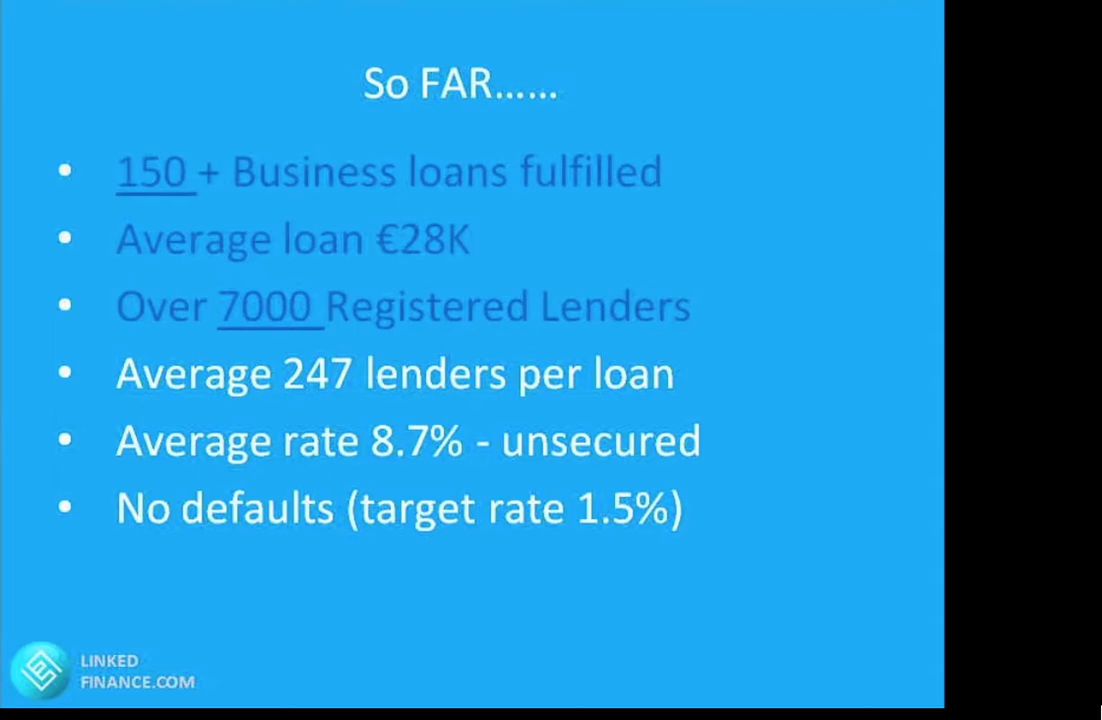 So FAR......
• 150 + Business loans fulfilled
• Average loan €28K
• Over 7000 Registered Lenders
• Average 247 lenders per loan
• Average rate 8.7% - unsecured
• No defaults (target rate 1.5%)
LINKED
FINANCE.COM